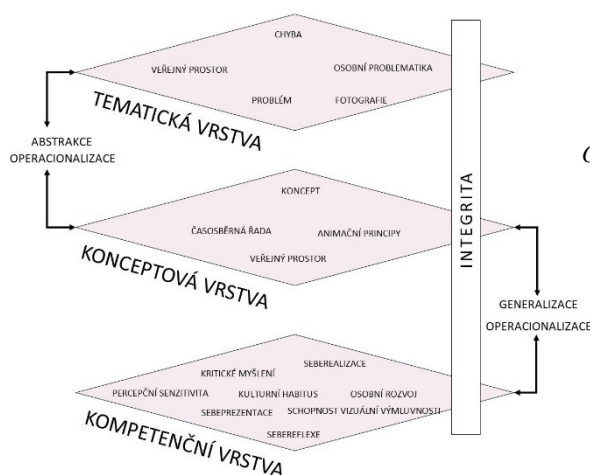 CHYBA
VEŘEJNÝ PROSTOR
OSOBNÍ PROBLEMATIKA
PROBLÉM
FOTOGRAFIE
TEMATICKÁ VRSTVA
ABSTRAKCE
OPERACIONALIZACE
KONCEPT
ČASOSBĚRNÁ ŘADA
ANIMAČNÍ PRINCIPY
VEŘEJNÝ PROSTOR
KONCEPTOVÁ VRSTVA
INTEGRITA
GENERALIZACE
OPERACIONALIZACE
SEBEREALIZACE
KRITICKÉ MYŠLENÍ
PERCEPČNÍ SENZITIVITA
KULTURNÍ HABITUS
OSOBNÍ ROZVOJ
SEBEPREZENTACE
SCHOPNOST VIZUÁLNÍ VÝMLUVNOSTI
SEBEREFLEXE
KOMPETENČNÍ VRSTVA